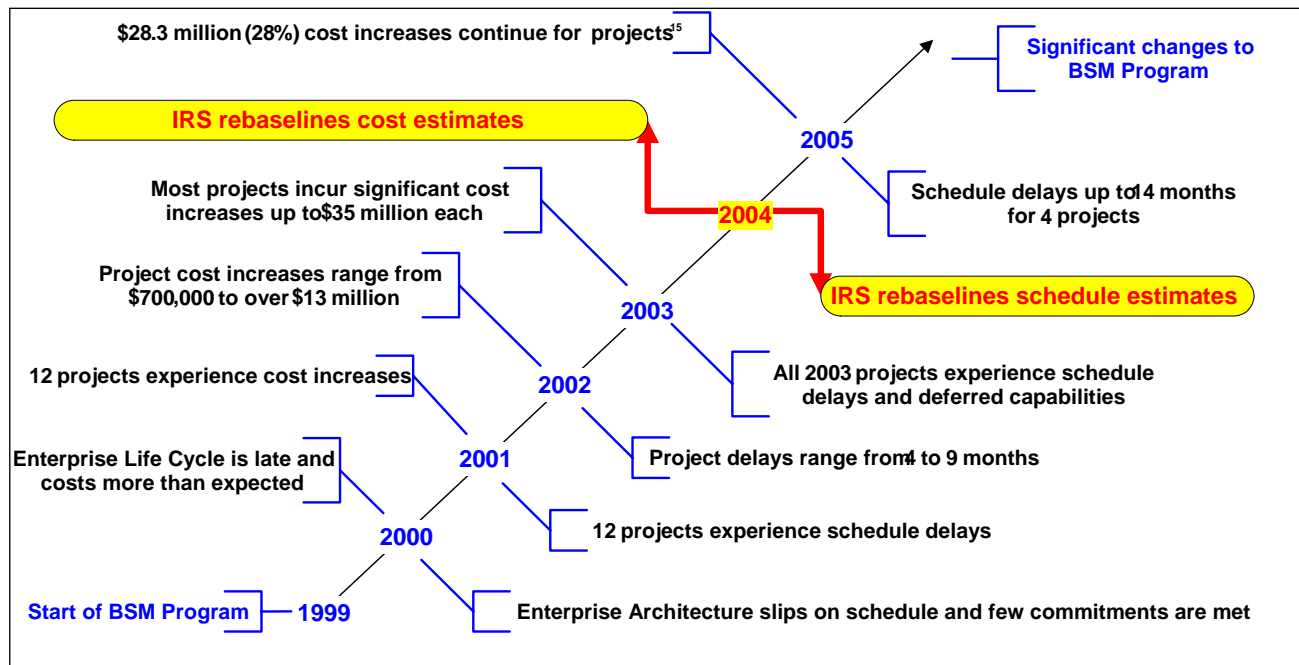 $28.3 million (28%) cost increases continue for projects15
Significant changes to
BSM Program
IRS rebaselines cost estimates
2005
Most projects incur significant cost
increases up to $35 million each
Schedule delays up to 14 months
for 4 projects
2004
Project cost increases range from
$700,000 to over $13 million
IRS rebaselines schedule estimates
2003
12 projects experience cost increases
All 2003 projects experience schedule
delays and deferred capabilities
2002
Enterprise Life Cycle is late and
costs more than expected
2001
Project delays range from 4 to 9 months
12 projects experience schedule delays
2000
Start of BSM Program
1999
Enterprise Architecture slips on schedule and few commitments are met